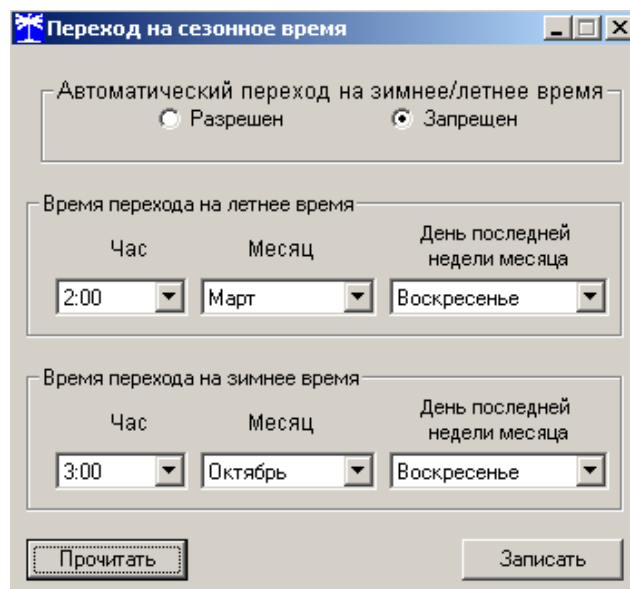 Переход на сезонное время
Автоматический переход на зимнее/летнее время
Разрешен Запрещен
Время перехода на летнее время
Час Месяц День последней
недели месяца
2:00 Март Воскресенье
Время перехода на зимнее время
Час Месяц День последней
недели месяца
3:00 Октябрь Воскресенье
Прочитать Записать